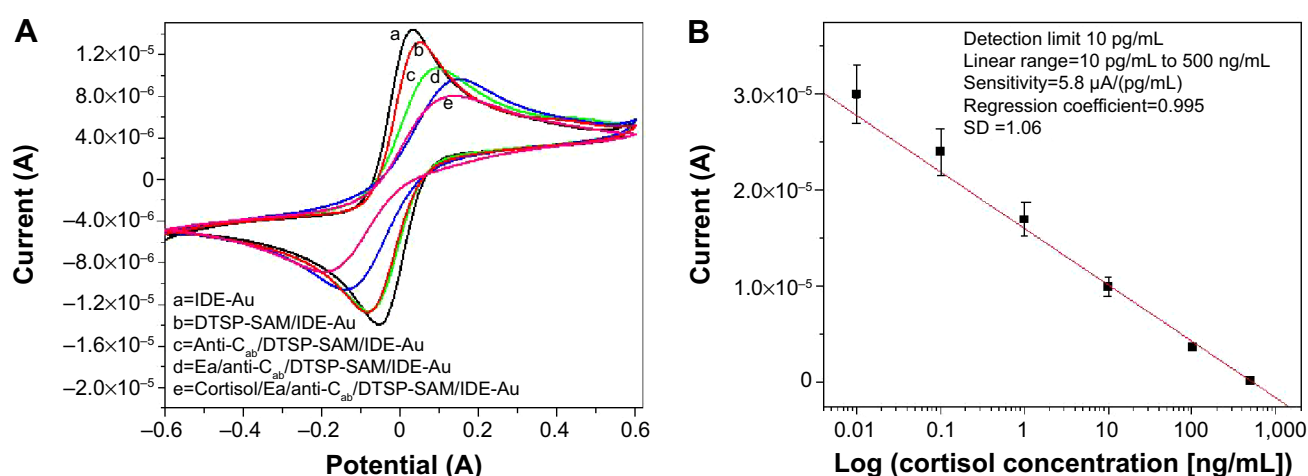 A
1.2×10⁻⁵
8.0×10⁻⁶
4.0×10⁻⁶
0
–4.0×10⁻⁶
–8.0×10⁻⁶
–1.2×10⁻⁵
–1.6×10⁻⁵
–2.0×10⁻⁵
Current (A)
a
b
c
d
e
a=IDE-Au
b=DTSP-SAM/IDE-Au
c=Anti-Cab/DTSP-SAM/IDE-Au
d=Ea/anti-Cab/DTSP-SAM/IDE-Au
e=Cortisol/Ea/anti-Cab/DTSP-SAM/IDE-Au
–0.6 –0.4 –0.2 0 0.2 0.4 0.6
Potential (A)
B
Detection limit 10 pg/mL
Linear range=10 pg/mL to 500 ng/mL
Sensitivity=5.8 µA/(pg/mL)
Regression coefficient=0.995
SD =1.06
3.0×10⁻⁵
2.0×10⁻⁵
1.0×10⁻⁵
0
Current (A)
0.01 0.1 1 10 100 1,000
Log (cortisol concentration [ng/mL])